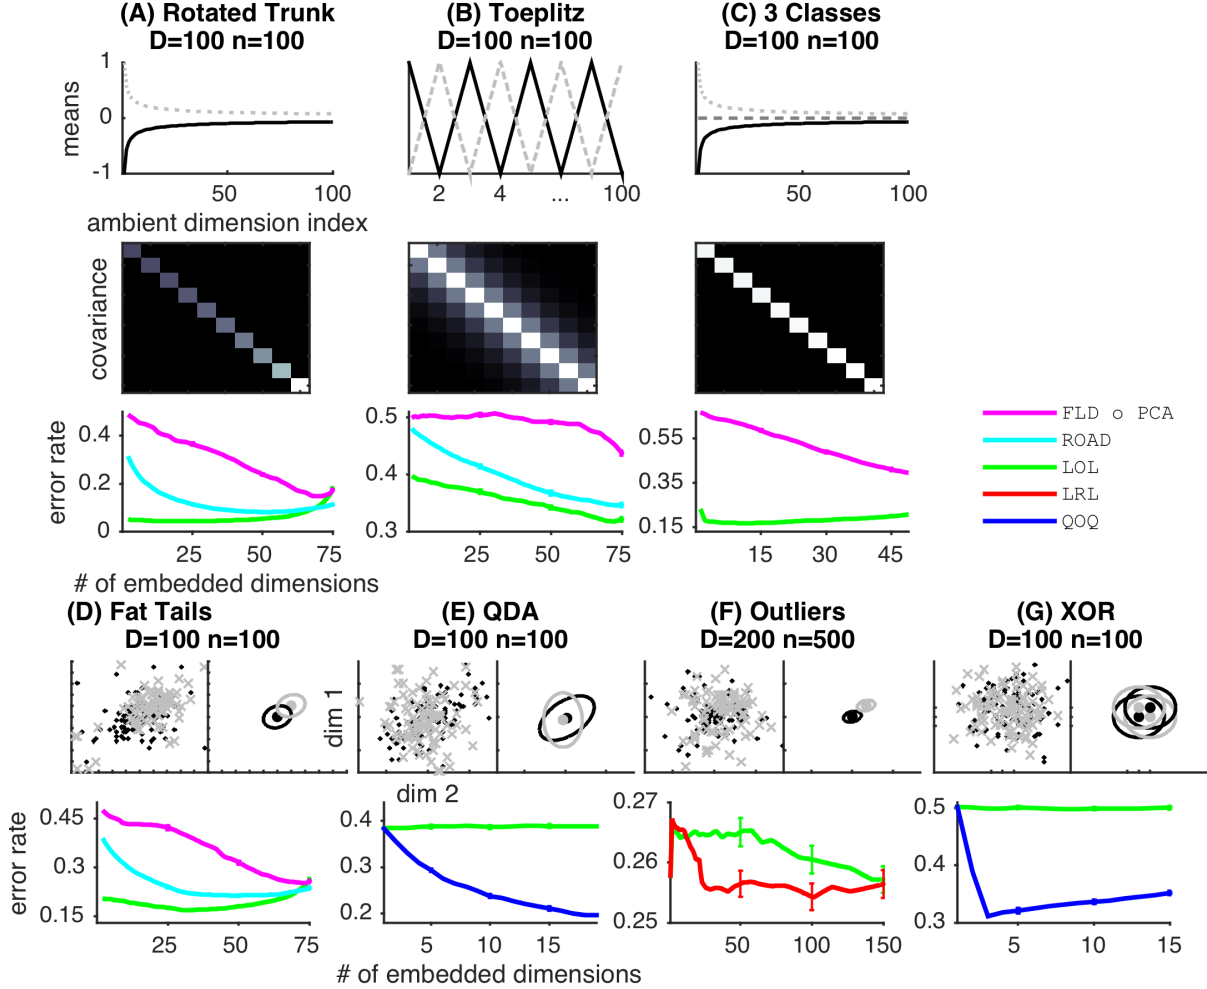 (A) Rotated Trunk
D=100 n=100
(B) Toeplitz
D=100 n=100
(C) 3 Classes
D=100 n=100
means
1
0
-1
50
100
ambient dimension index
2
4
...
100
50
100
covariance
error rate
0.4
0.2
0
25
50
75
# of embedded dimensions
0.5
0.4
0.3
25
50
75
0.55
0.35
0.15
15
30
45
FLD o PCA
ROAD
LOL
LRL
QOQ
(D) Fat Tails
D=100 n=100
(E) QDA
D=100 n=100
(F) Outliers
D=200 n=500
(G) XOR
D=100 n=100
dim 1
dim 2
error rate
0.45
0.3
0.15
25
50
75
0.4
0.3
0.2
5
10
15
# of embedded dimensions
0.27
0.26
0.25
50
100
150
0.5
0.4
0.3
5
10
15